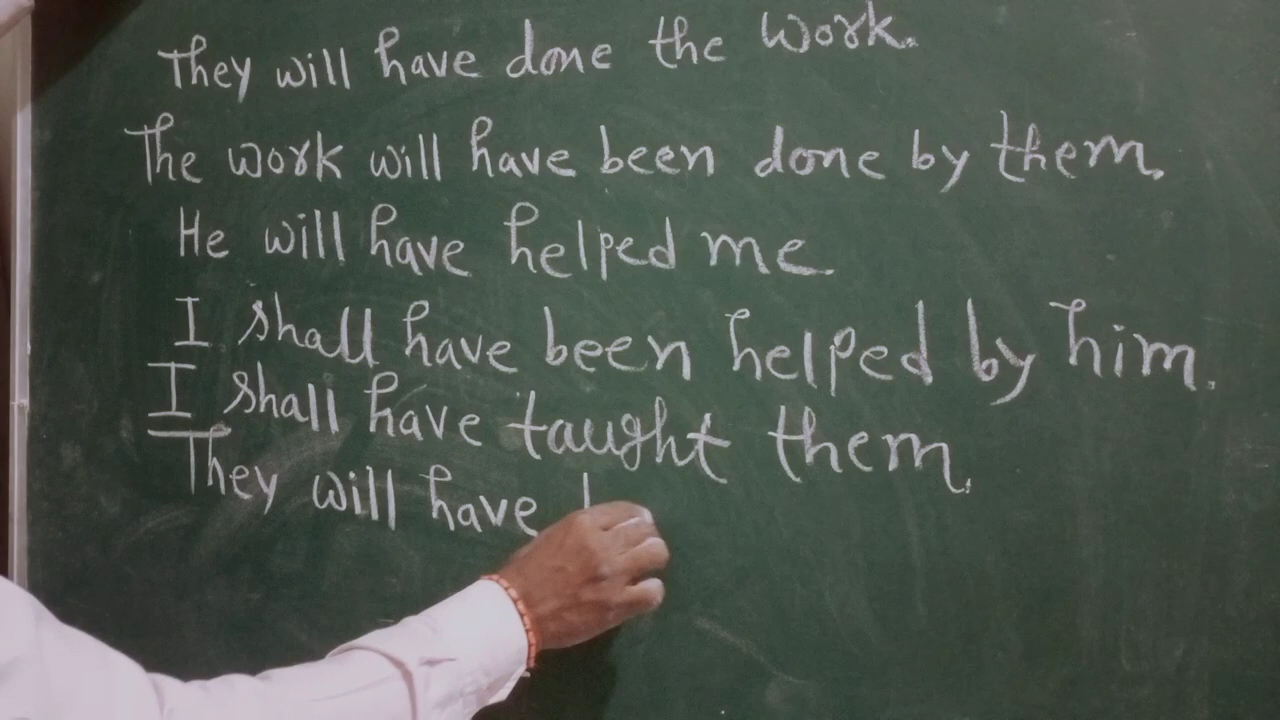 They will have done the work.
The work will have been done by them.
He will have helped me.
I shall have been helped by him.
I shall have taught them.
They will have